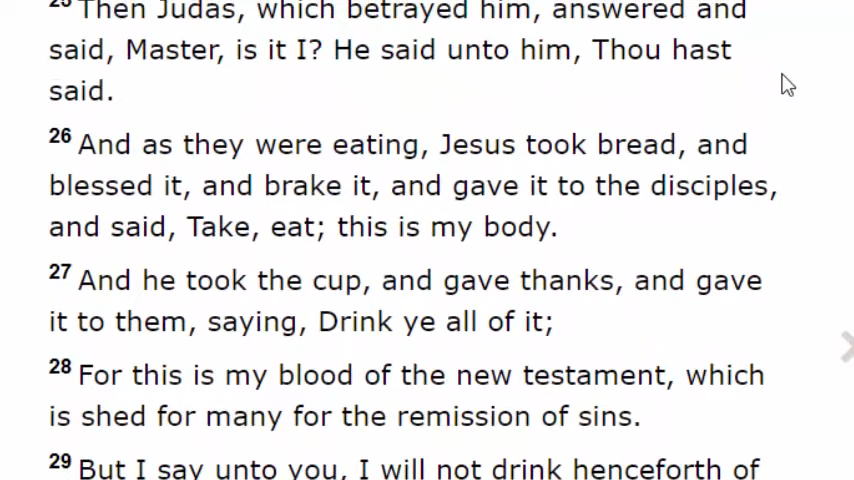 25 Then Judas, which betrayed him, answered and
said, Master, is it I? He said unto him, Thou hast
said.
26 And as they were eating, Jesus took bread, and
blessed it, and brake it, and gave it to the disciples,
and said, Take, eat; this is my body.
27 And he took the cup, and gave thanks, and gave
it to them, saying, Drink ye all of it;
28 For this is my blood of the new testament, which
is shed for many for the remission of sins.
29 But I say unto you, I will not drink henceforth of